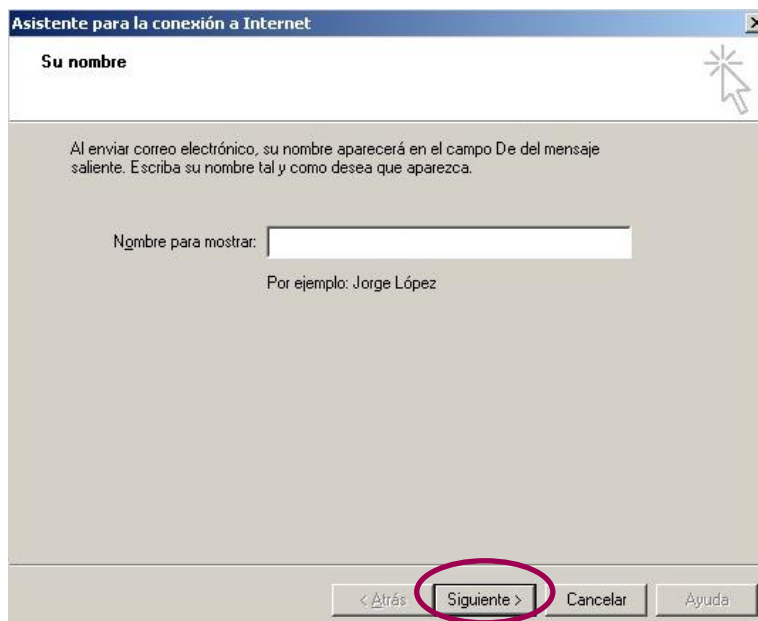 Asistente para la conexión a Internet
Su nombre
Al enviar correo electrónico, su nombre aparecerá en el campo De del mensaje
saliente. Escriba su nombre tal y como desea que aparezca.
Nombre para mostrar:
Por ejemplo: Jorge López
< Atrás Siguiente > Cancelar Ayuda